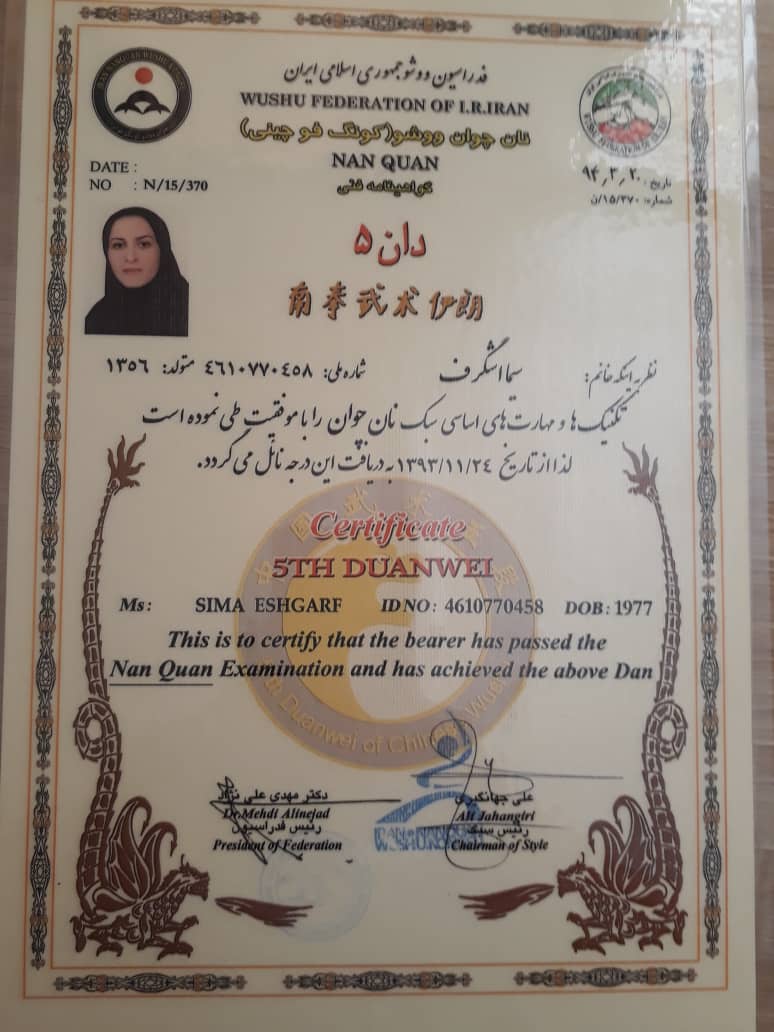 فدراسیون ووشو جمهوری اسلامی ایران
WUSHU FEDERATION OF I.R.IRAN
نان چوان ووشو(کونگ فو چینی)
NAN QUAN
گواهینامه فنی
DATE :
NO : N/15/370
تاریخ: ۹۴٫۳٫۲۰
شماره: ۱۵/۳۷۰/ن
دان ۵
南拳武术伊朗
نظر به اینکه خانم: سیما اشگرف شماره ملی: ٤٦١٠٧٧٠٤٥٨ متولد: ١٣٥٦
تکنیک ها و مهارت های اساسی سبک نان چوان را با موفقیت طی نموده است
لذا از تاریخ ١٣٩٣/١١/٢٤ به دریافت این درجه نائل می گردد.
Certificate
5TH DUANWEI
Ms: SIMA ESHGARF ID NO: 4610770458 DOB: 1977
This is to certify that the bearer has passed the
Nan Quan Examination and has achieved the above Dan
دکتر مهدی علی نژاد
Dr.Mehdi Alinejad
رئیس فدراسیون
President of Federation
علی جهانگیری
Ali Jahangiri
رئیس سبک
Chairman of Style